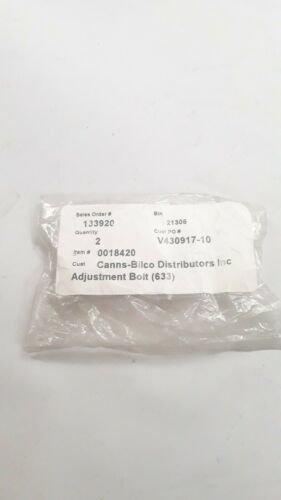 Sales Order # Bin
133920 21306
Quantity Cust PO #
2 V430917-10
Item # 0018420
Cust Canns-Bilco Distributors Inc
Adjustment Bolt (633)